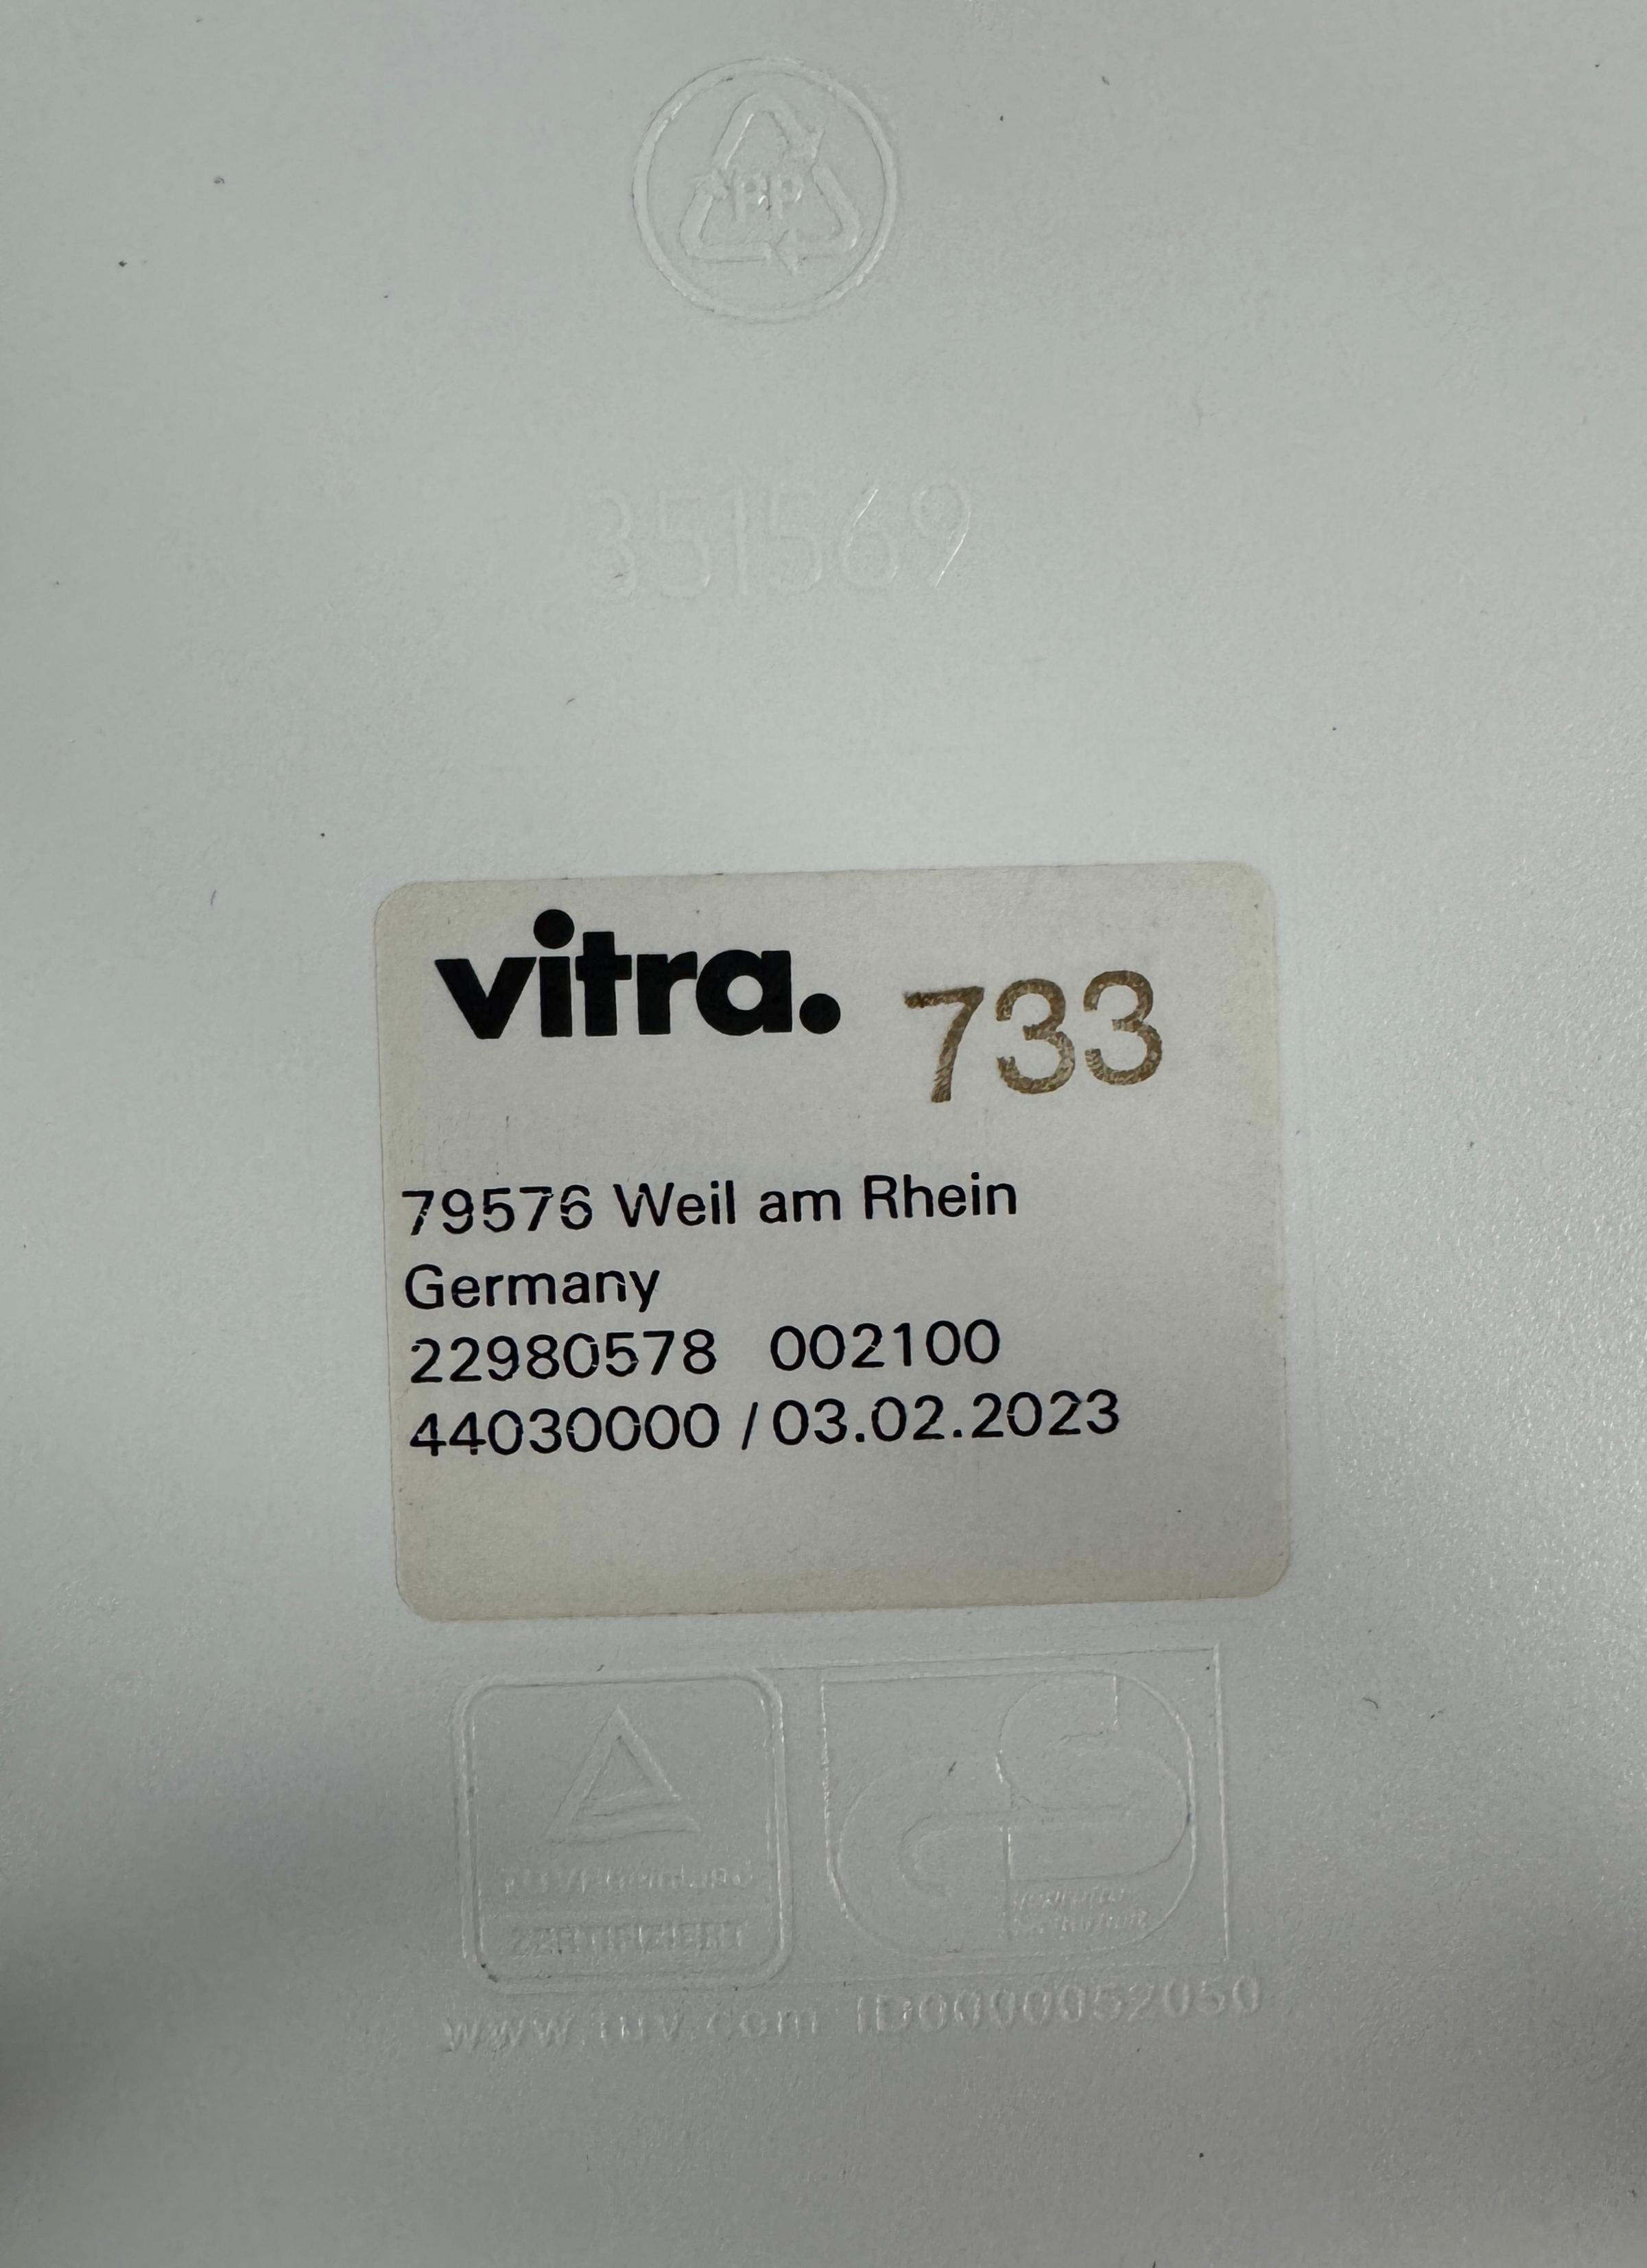 PP
351569
vitra. 733
79576 Weil am Rhein
Germany
22980578 002100
44030000 / 03.02.2023
ZERTIFIZIERT
www.tuv.com ID0000052050